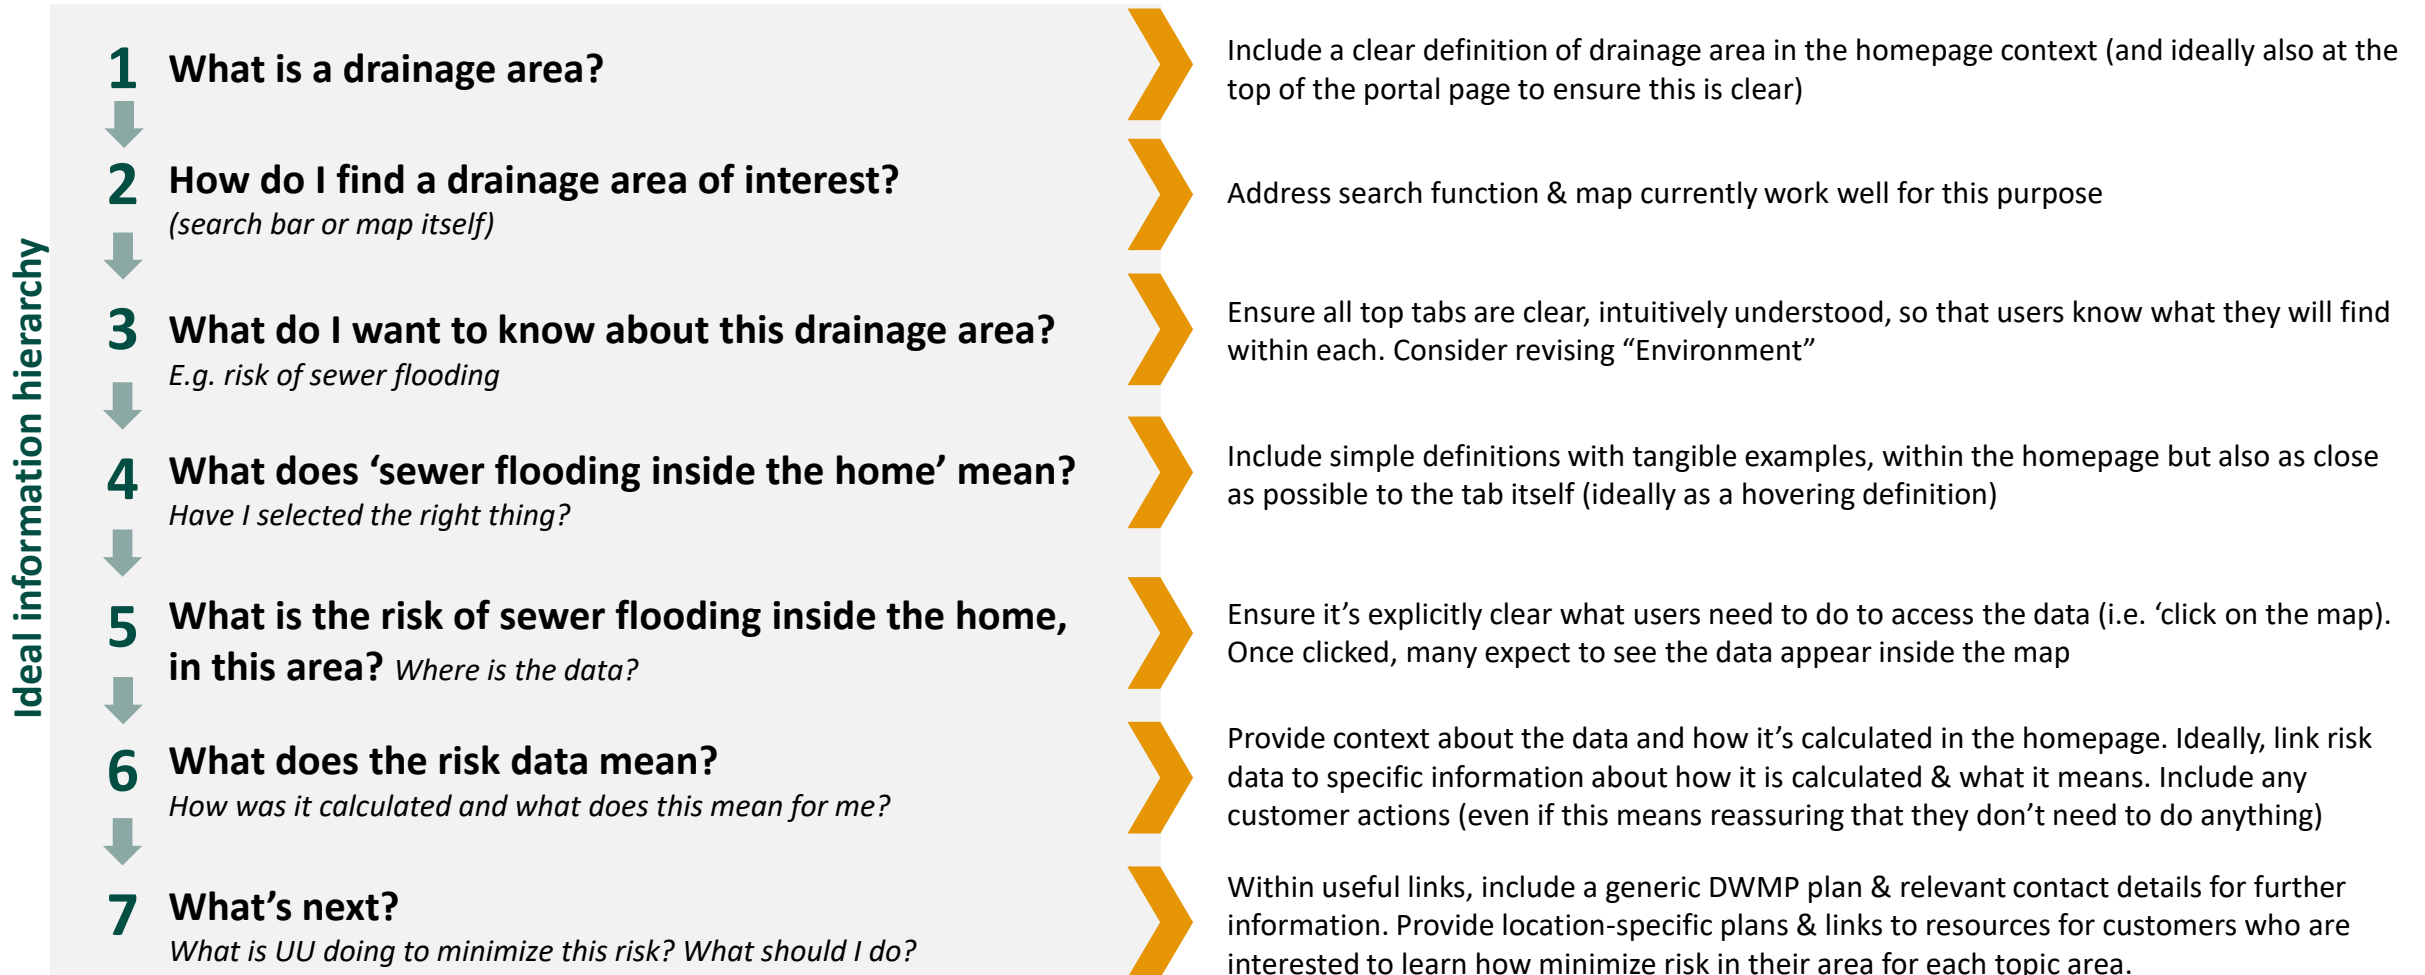 Ideal information hierarchy
1 What is a drainage area?
Include a clear definition of drainage area in the homepage context (and ideally also at the
top of the portal page to ensure this is clear)
2 How do I find a drainage area of interest?
(search bar or map itself)
Address search function & map currently work well for this purpose
3 What do I want to know about this drainage area?
E.g. risk of sewer flooding
Ensure all top tabs are clear, intuitively understood, so that users know what they will find
within each. Consider revising “Environment”
4 What does ‘sewer flooding inside the home’ mean?
Have I selected the right thing?
Include simple definitions with tangible examples, within the homepage but also as close
as possible to the tab itself (ideally as a hovering definition)
5 What is the risk of sewer flooding inside the home,
in this area? Where is the data?
Ensure it’s explicitly clear what users need to do to access the data (i.e. ‘click on the map).
Once clicked, many expect to see the data appear inside the map
6 What does the risk data mean?
How was it calculated and what does this mean for me?
Provide context about the data and how it’s calculated in the homepage. Ideally, link risk
data to specific information about how it is calculated & what it means. Include any
customer actions (even if this means reassuring that they don’t need to do anything)
7 What’s next?
What is UU doing to minimize this risk? What should I do?
Within useful links, include a generic DWMP plan & relevant contact details for further
information. Provide location-specific plans & links to resources for customers who are
interested to learn how minimize risk in their area for each topic area.